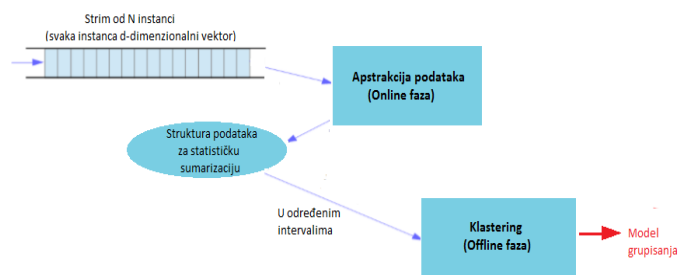 Strim od N instanci
(svaka instanca d-dimenzionalni vektor)
Apstrakcija podataka
(Online faza)
Struktura podataka
za statističku
sumarizaciju
U određenim
intervalima
Klastering
(Offline faza)
Model
grupisanja